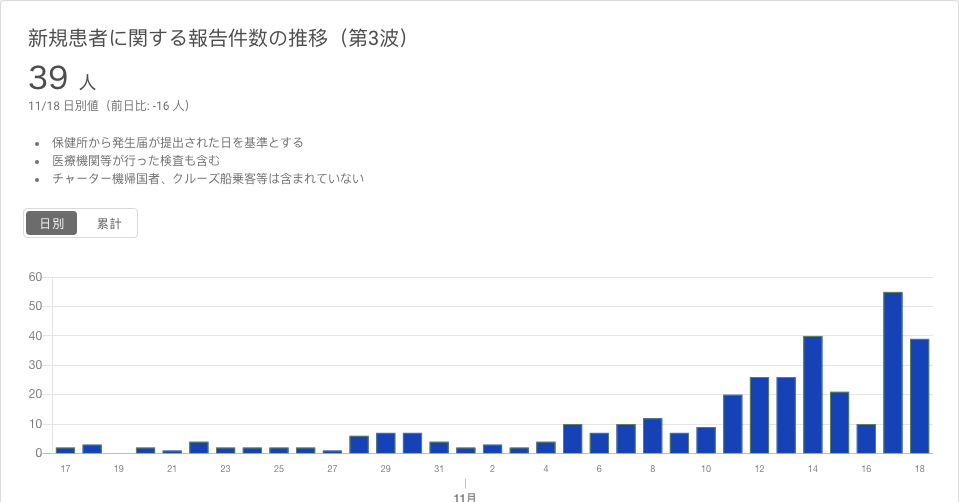 新規患者に関する報告件数の推移（第3波）
39 人
11/18 日別値（前日比: -16 人）
保健所から発生届が提出された日を基準とする
医療機関等が行った検査も含む
チャーター機帰国者、クルーズ船乗客等は含まれていない
日別 累計
60
50
40
30
20
10
0
17 19 21 23 25 27 29 31 2 4 6 8 10 12 14 16 18
11月